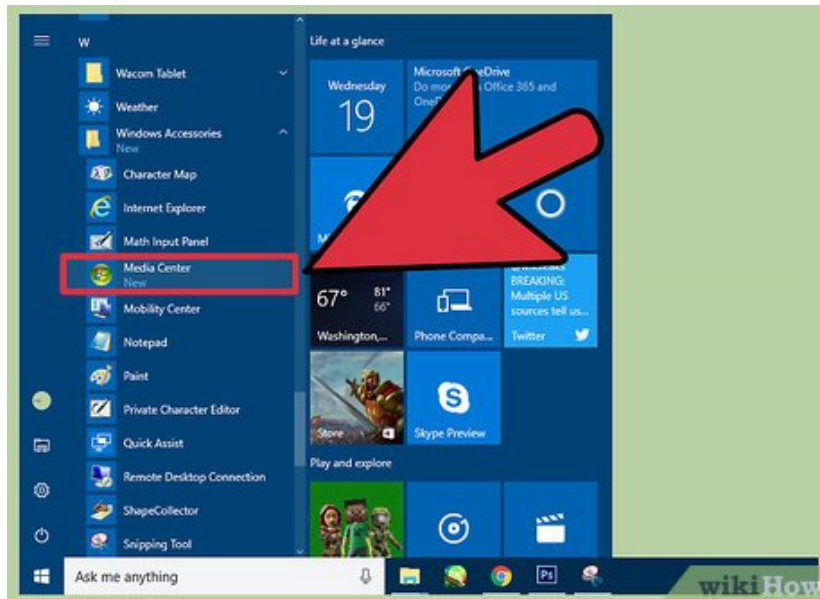 W
Wacom Tablet
Weather
Windows Accessories
New
Character Map
Internet Explorer
Math Input Panel
Media Center
New
Mobility Center
Notepad
Paint
Private Character Editor
Quick Assist
Remote Desktop Connection
ShapeCollector
Snipping Tool
Life at a glance
Wednesday
19
Microsoft OneDrive
Office 365 and
67°
81°
66°
Washington,...
Phone Compa...
BREAKING:
Multiple US
sources tell us...
Twitter
Store
Skype Preview
Play and explore
Ask me anything
Ps
wikiHow